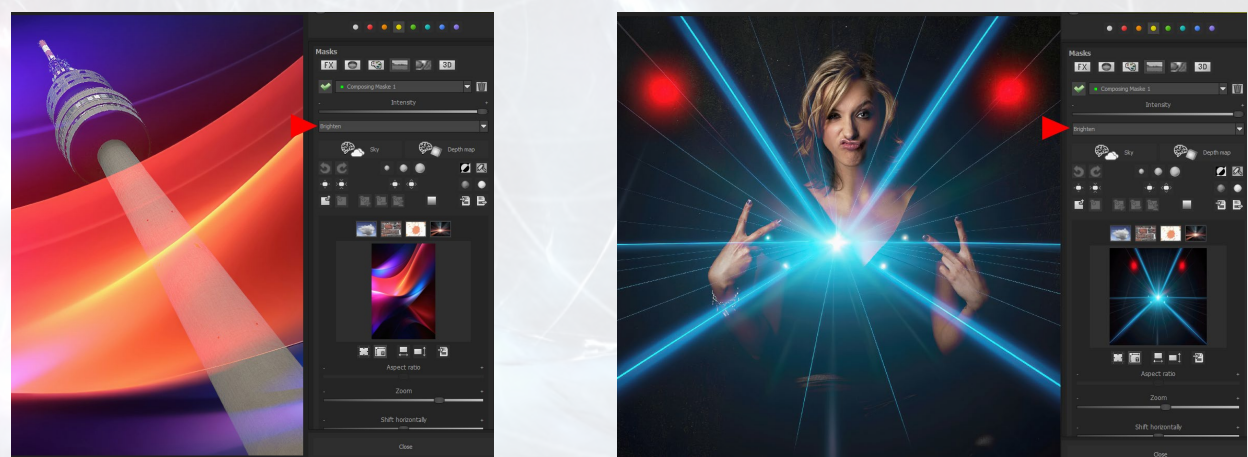 Masks
FX 3D
Composing Maske 1
- Intensity +
Brighten
Sky Depth map
- Aspect ratio +
- Zoom +
- Shift horizontally +
Close
Masks
FX 3D
Composing Maske 1
- Intensity +
Brighten
Sky Depth map
- Aspect ratio +
- Zoom +
- Shift horizontally +
Close